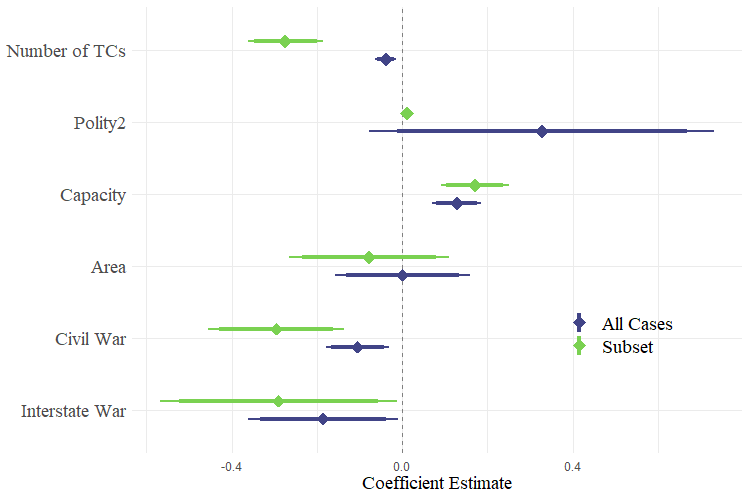 Number of TCs
Polity2
Capacity
Area
Civil War
Interstate War
All Cases
Subset
-0.4 0.0 0.4
Coefficient Estimate